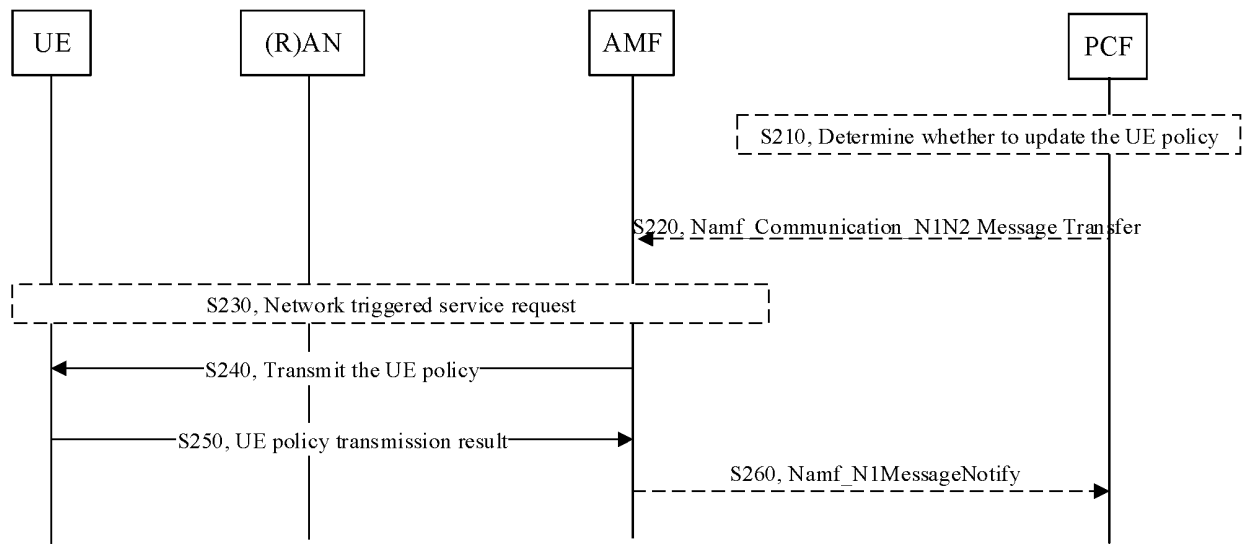 UE
(R)AN
AMF
PCF
S210, Determine whether to update the UE policy
S220, Namf_Communication_N1N2 Message Transfer
S230, Network triggered service request
S240, Transmit the UE policy
S250, UE policy transmission result
S260, Namf_N1MessageNotify